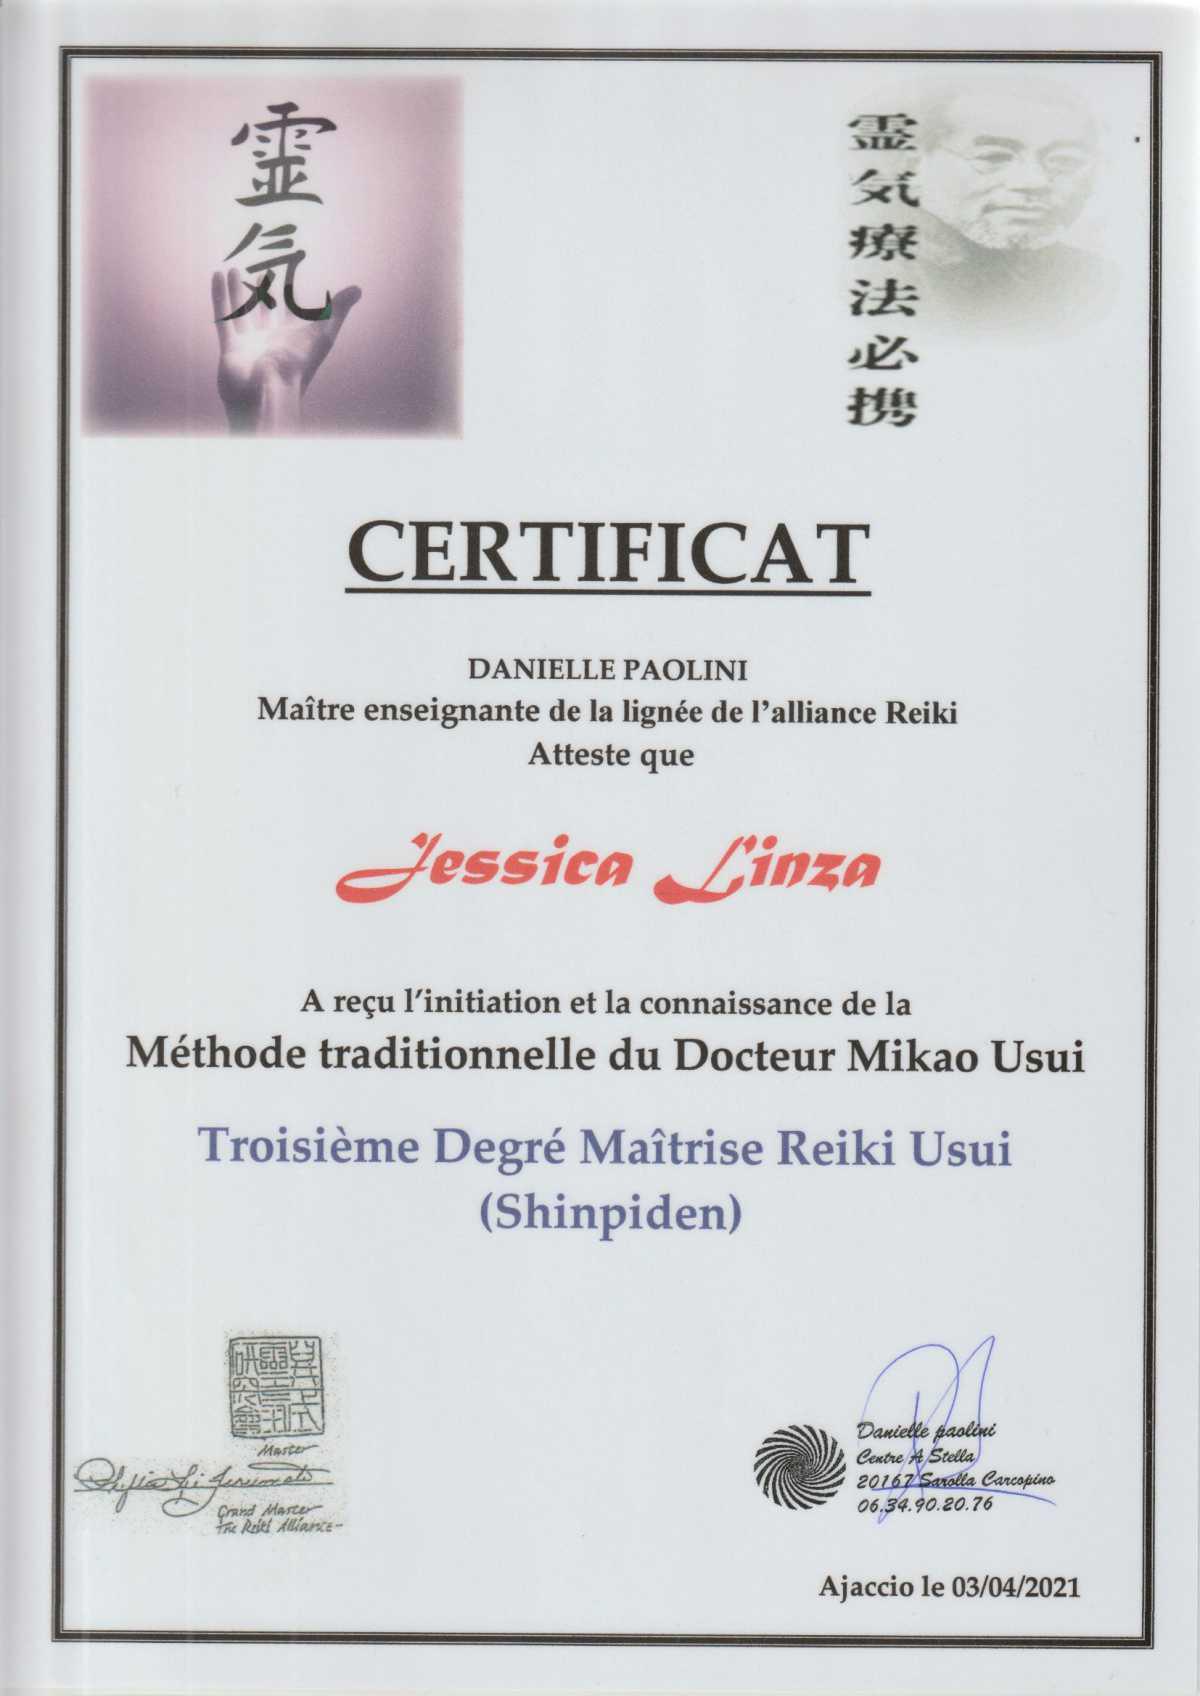 靈
気
霊
気
療
法
必
携
CERTIFICAT
DANIELLE PAOLINI
Maître enseignante de la lignée de l'alliance Reiki
Atteste que
Jessica Linza
A reçu l'initiation et la connaissance de la
Méthode traditionnelle du Docteur Mikao Usui
Troisième Degré Maîtrise Reiki Usui
(Shinpiden)
Master
Grand Master
The Reiki Alliance
Danielle paolini
Centre A Stella
20167 Sarolla Carcopino
06.34.90.20.76
Ajaccio le 03/04/2021